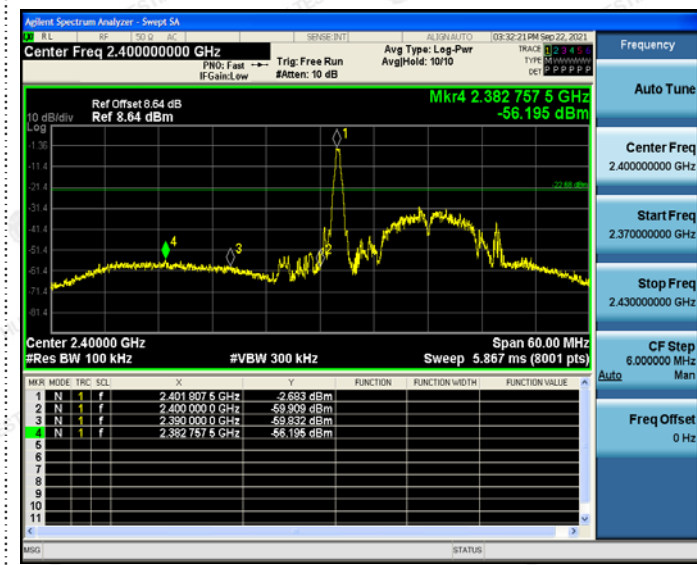 Agilent Spectrum Analyzer - Swept SA
RL RF 50 Ω AC SENSE:INT ALIGN AUTO 03:32:21 PM Sep 22, 2021
Center Freq 2.400000000 GHz
PNO: Fast
IFGain:Low
Trig: Free Run
#Atten: 10 dB
Avg Type: Log-Pwr
Avg|Hold: 10/10
TRACE 1 2 3 4 5 6
TYPE M
DET P P P P P P
Ref Offset 8.64 dB
10 dB/div Ref 8.64 dBm
Log
Mkr4 2.382 757 5 GHz
-56.195 dBm
-1.36
-11.4
-21.4
-31.4
-41.4
-51.4
-61.4
-71.4
-81.4
1
-22.68 dBm
4
3
2
Center 2.40000 GHz Span 60.00 MHz
#Res BW 100 kHz #VBW 300 kHz Sweep 5.867 ms (8001 pts)
MKR MODE TRC SCL X Y FUNCTION FUNCTION WIDTH FUNCTION VALUE
1 N 1 f 2.401 807 5 GHz -2.683 dBm
2 N 1 f 2.400 000 0 GHz -59.909 dBm
3 N 1 f 2.390 000 0 GHz -59.832 dBm
4 N 1 f 2.382 757 5 GHz -56.195 dBm
5
6
7
8
9
10
11
MSG STATUS
Frequency
Auto Tune
Center Freq
2.400000000 GHz
Start Freq
2.370000000 GHz
Stop Freq
2.430000000 GHz
CF Step
6.000000 MHz
Auto Man
Freq Offset
0 Hz